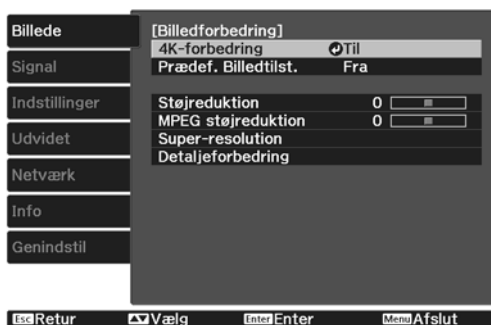 Billede
Signal
Indstillinger
Udvidet
Netværk
Info
Genindstil
[Billedforbedring]
4K-forbedring Til
Prædef. Billedtilst. Fra
Støjreduktion 0
MPEG støjreduktion 0
Super-resolution
Detaljeforbedring
Esc Retur Vælg Enter Enter Menu Afslut